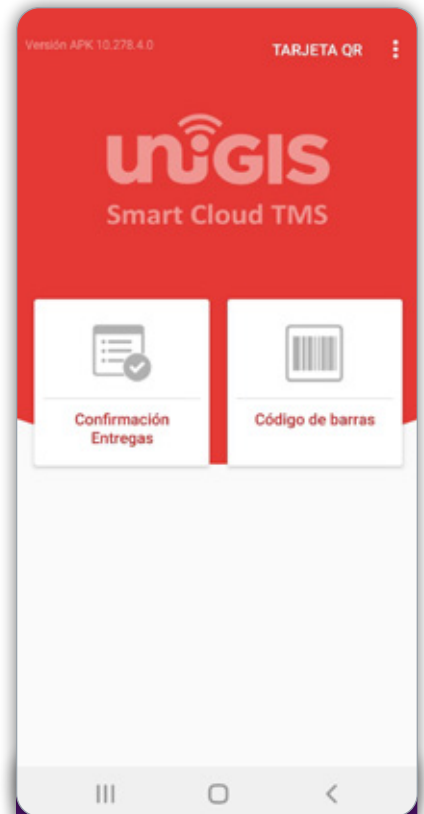 Versión APK 10.278.4.0
TARJETA QR
uniGIS
Smart Cloud TMS
Confirmación
Entregas
Código de barras